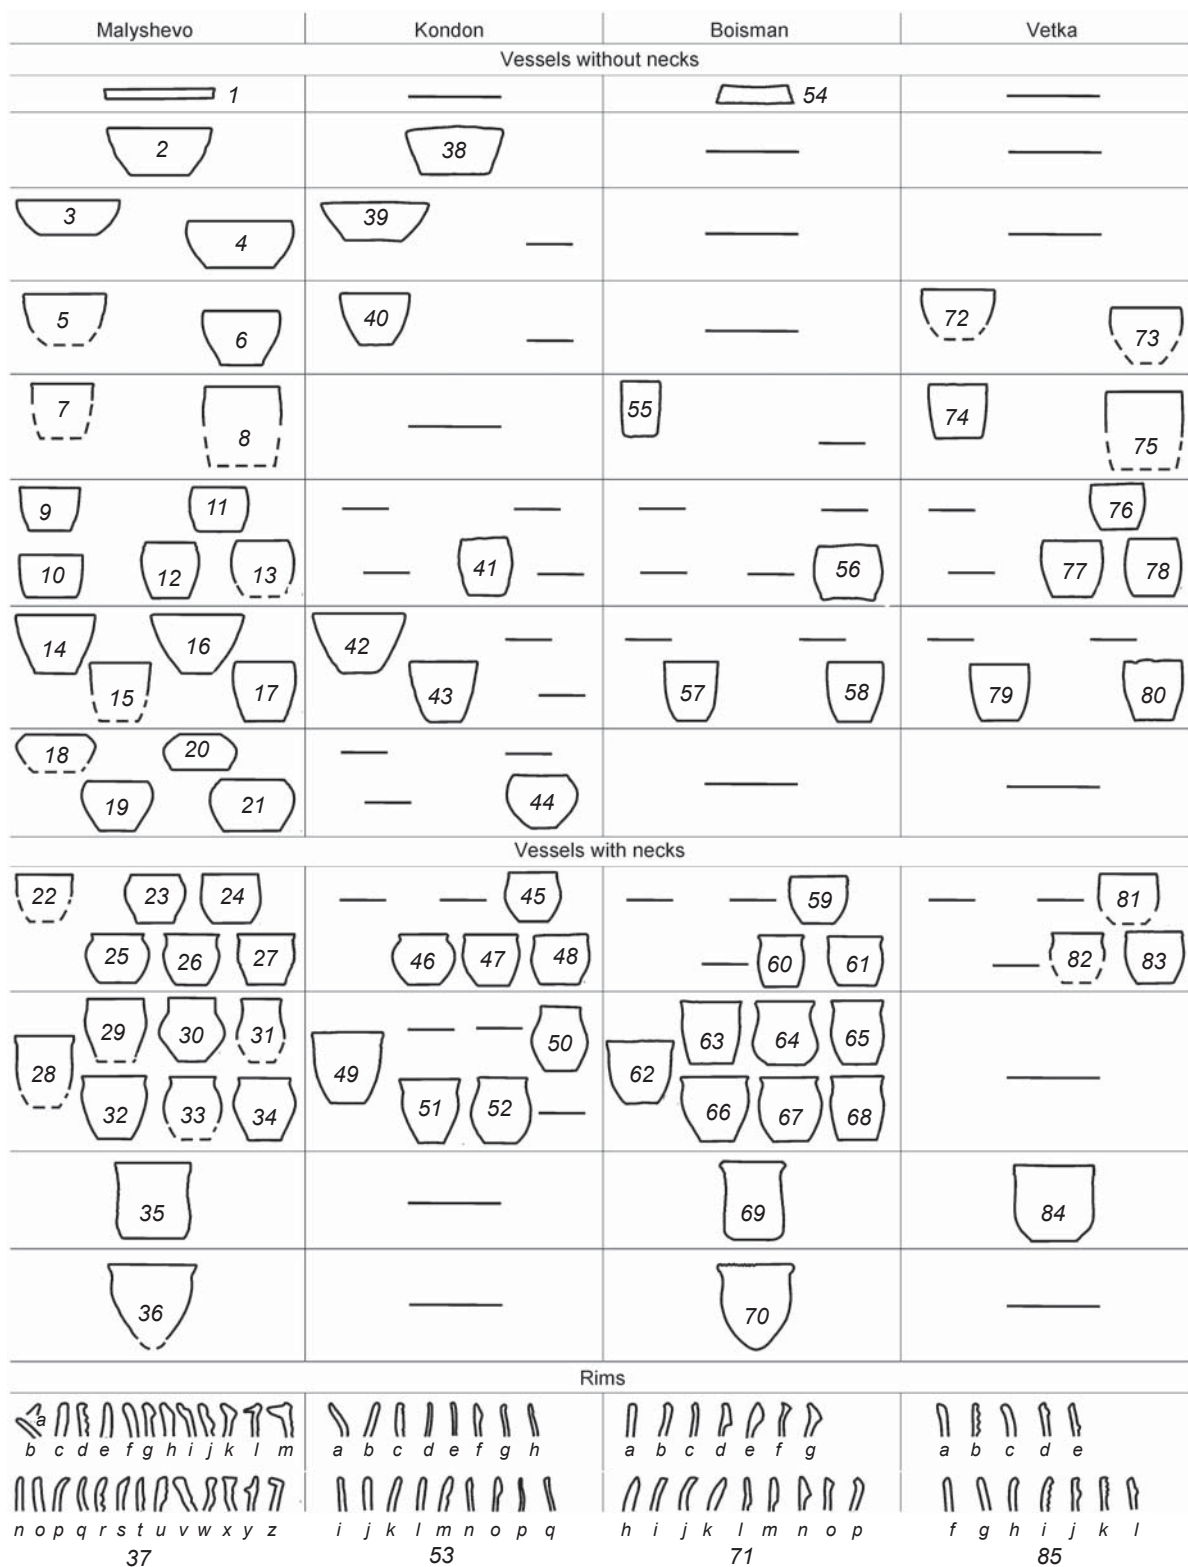 Malyshevo Kondon Boisman Vetka
Vessels without necks
1 54
2 38
3 39
4
5 40 72
6 73
7 55 74
8 75
9 11 76
10 12 13 41 56 77 78
14 16 42
15 17 43 57 58 79 80
18 20
19 21 44
Vessels with necks
22 23 24 45 59 81
25 26 27 46 47 48 60 61 82 83
29 30 31 50 63 64 65
28 49 62
32 33 34 51 52 66 67 68
35 69 84
36 70
Rims
a
b c d e f g h i j k l m a b c d e f g h a b c d e f g a b c d e
n o p q r s t u v w x y z i j k l m n o p q h i j k l m n o p f g h i j k l
37 53 71 85